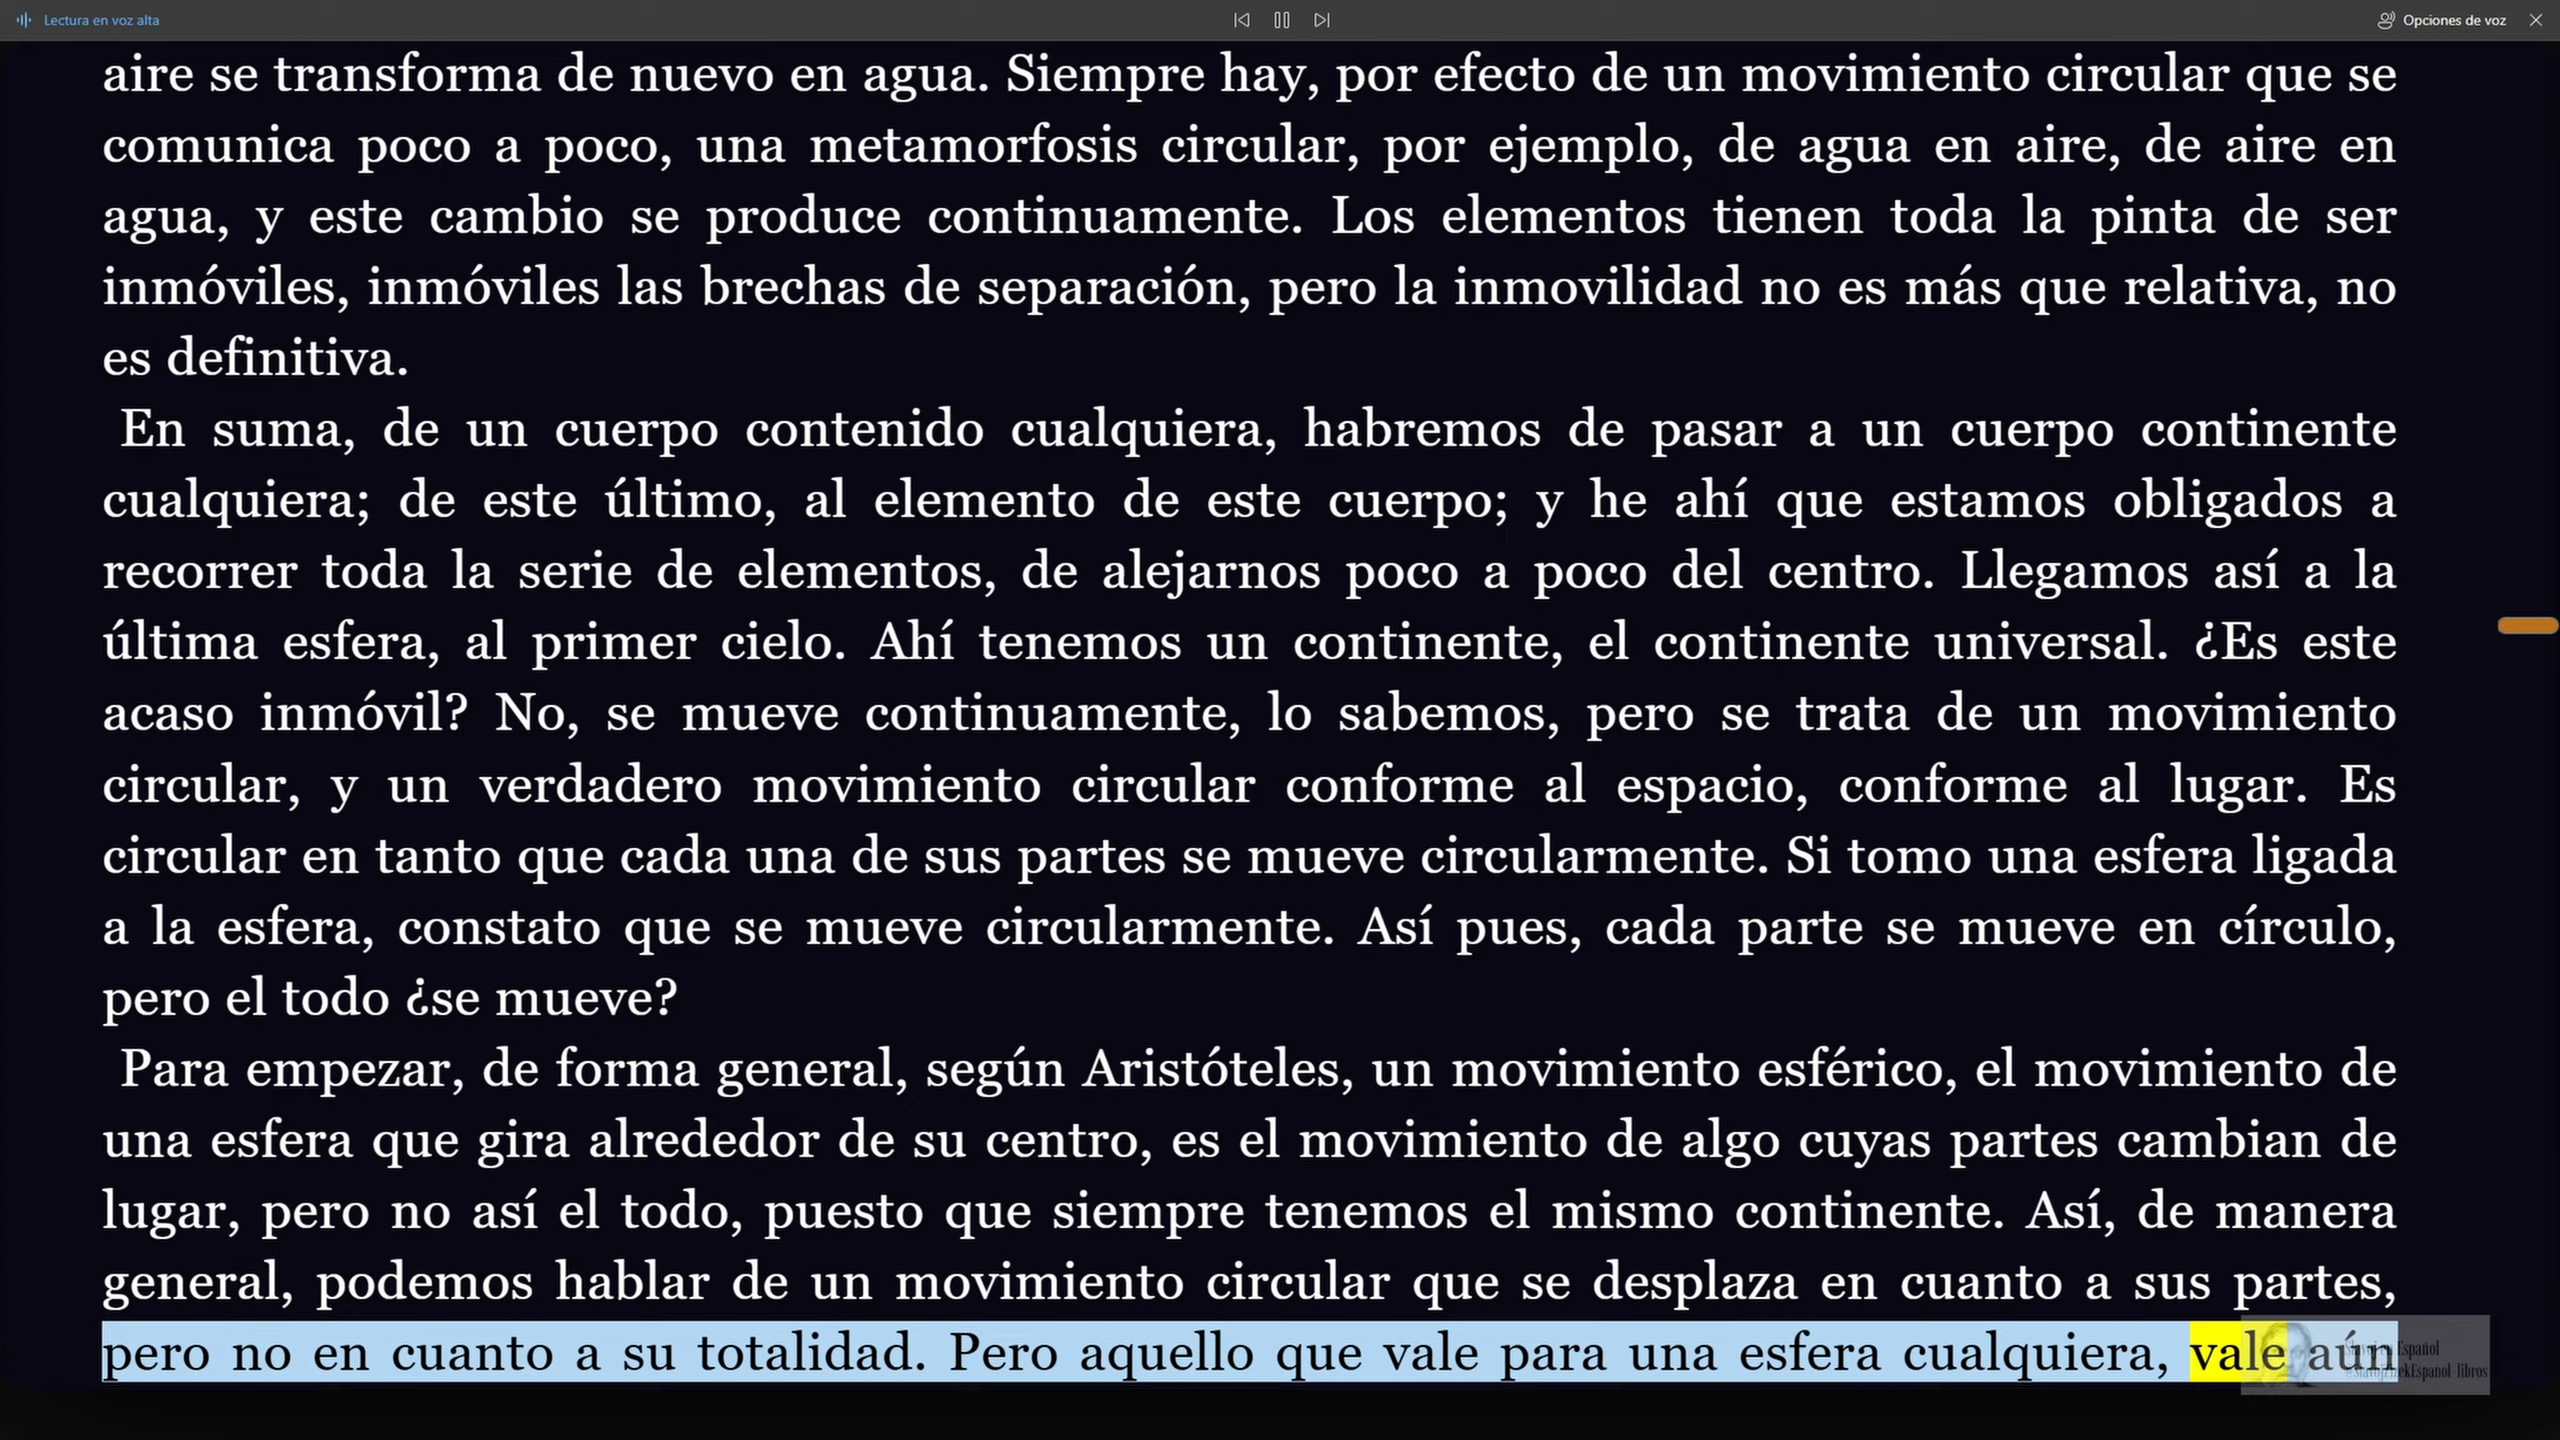 Lectura en voz alta
Opciones de voz
aire se transforma de nuevo en agua. Siempre hay, por efecto de un movimiento circular que se
comunica poco a poco, una metamorfosis circular, por ejemplo, de agua en aire, de aire en
agua, y este cambio se produce continuamente. Los elementos tienen toda la pinta de ser
inmóviles, inmóviles las brechas de separación, pero la inmovilidad no es más que relativa, no
es definitiva.
En suma, de un cuerpo contenido cualquiera, habremos de pasar a un cuerpo continente
cualquiera; de este último, al elemento de este cuerpo; y he ahí que estamos obligados a
recorrer toda la serie de elementos, de alejarnos poco a poco del centro. Llegamos así a la
última esfera, al primer cielo. Ahí tenemos un continente, el continente universal. ¿Es este
acaso inmóvil? No, se mueve continuamente, lo sabemos, pero se trata de un movimiento
circular, y un verdadero movimiento circular conforme al espacio, conforme al lugar. Es
circular en tanto que cada una de sus partes se mueve circularmente. Si tomo una esfera ligada
a la esfera, constato que se mueve circularmente. Así pues, cada parte se mueve en círculo,
pero el todo ¿se mueve?
Para empezar, de forma general, según Aristóteles, un movimiento esférico, el movimiento de
una esfera que gira alrededor de su centro, es el movimiento de algo cuyas partes cambian de
lugar, pero no así el todo, puesto que siempre tenemos el mismo continente. Así, de manera
general, podemos hablar de un movimiento circular que se desplaza en cuanto a sus partes,
pero no en cuanto a su totalidad. Pero aquello que vale para una esfera cualquiera, vale aún
en Español